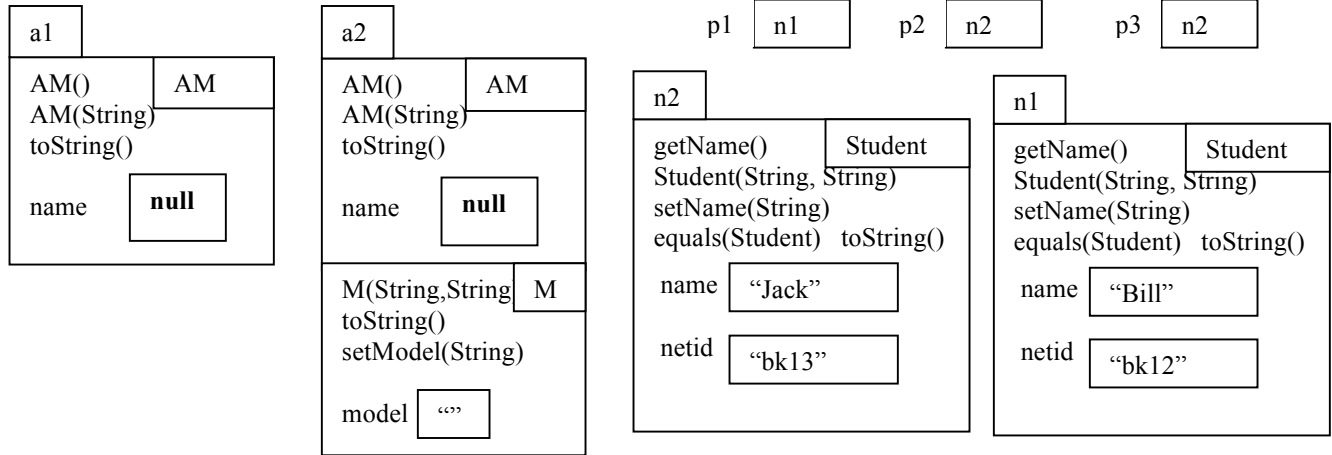 a1
AM() AM
AM(String)
toString()
name null
a2
AM() AM
AM(String)
toString()
name null
M(String,String M
toString()
setModel(String)
model “”
p1 n1 p2 n2 p3 n2
n2
getName() Student
Student(String, String)
setName(String)
equals(Student) toString()
name “Jack”
netid “bk13”
n1
getName() Student
Student(String, String)
setName(String)
equals(Student) toString()
name “Bill”
netid “bk12”